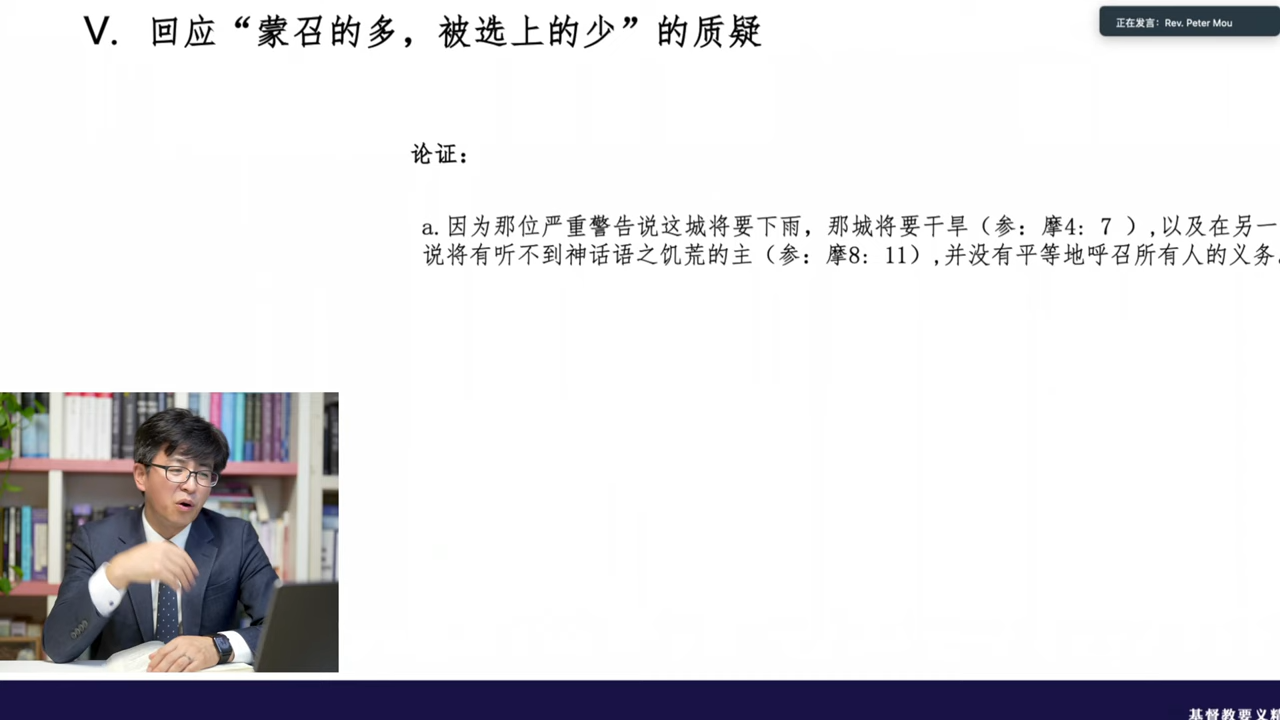 V. 回应“蒙召的多，被选上的少”的质疑
正在发言：Rev. Peter Mou
论证：
a.因为那位严重警告说这城将要下雨，那城将要干旱（参：摩4：7 ）,以及在另一
说将有听不到神话语之饥荒的主（参：摩8：11）,并没有平等地呼召所有人的义务
基督教要义